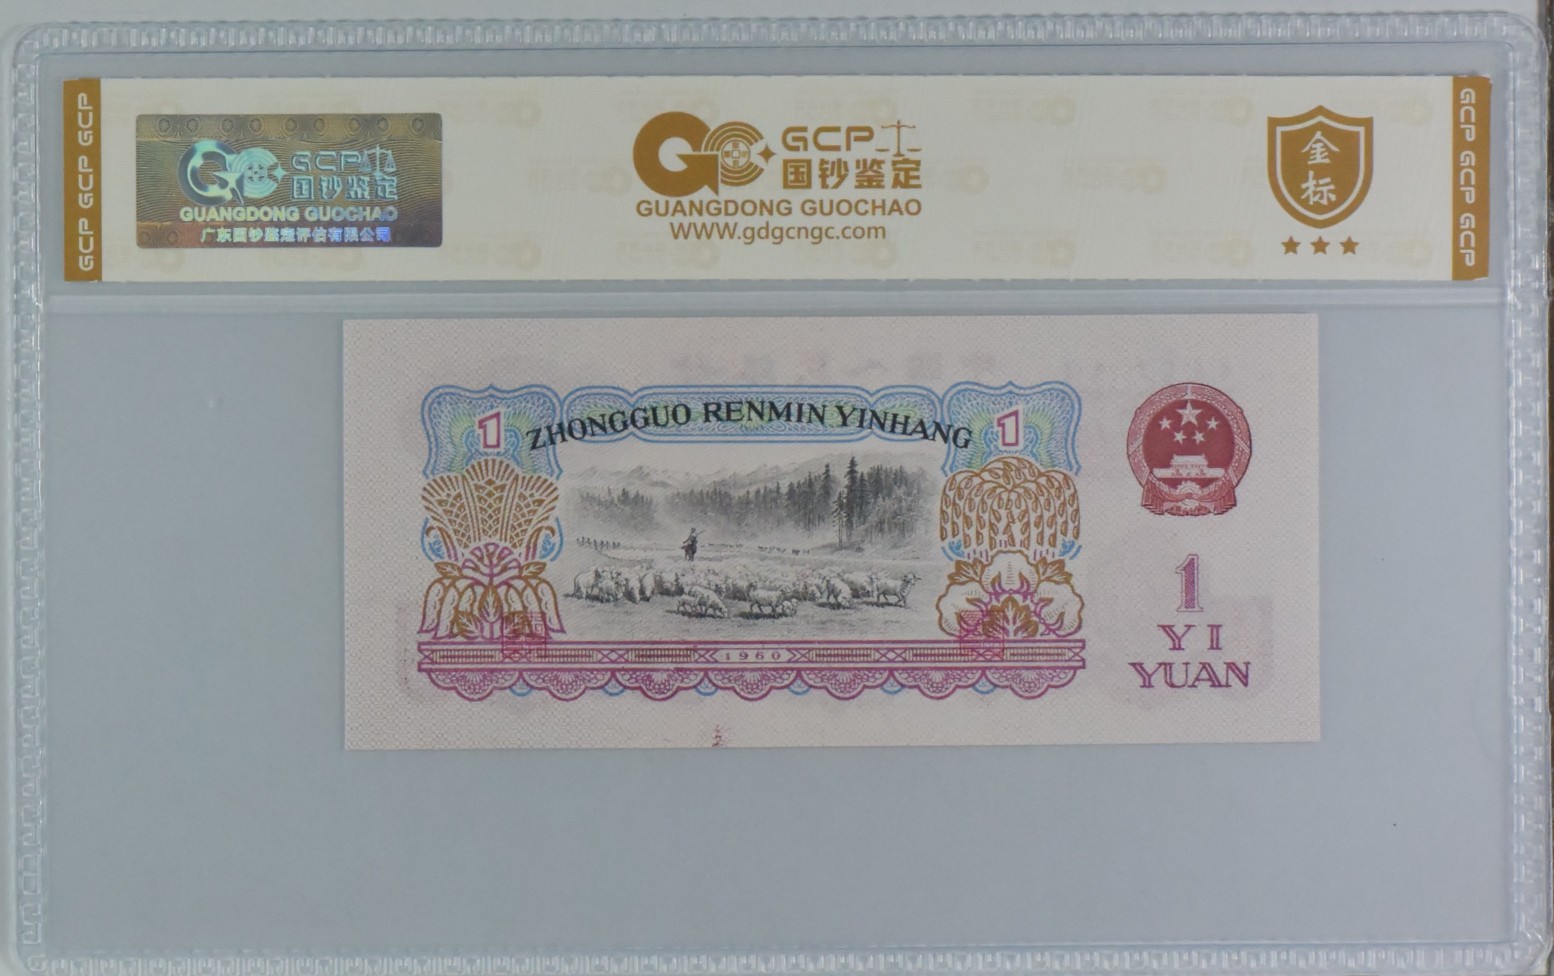 GCP GCP GCP
GCP
国钞鉴定
GUANGDONG GUOCHAO
广东国钞鉴定评估有限公司
GCP
国钞鉴定
GUANGDONG GUOCHAO
www.gdgcngc.com
金
标
GCP GCP GCP
1
ZHONGGUO RENMIN YINHANG
1
1
YI
YUAN
1960